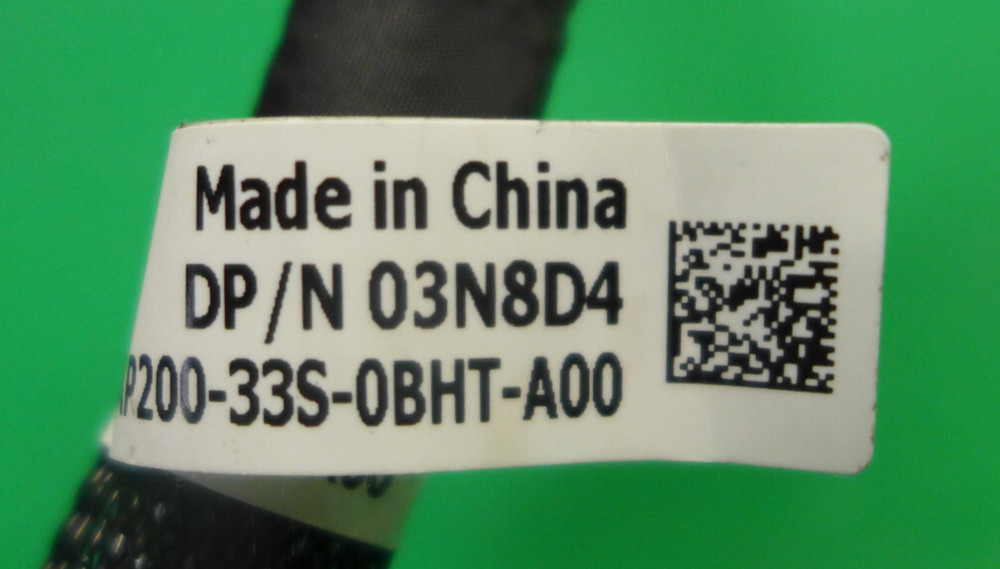 Made in China
DP/N 03N8D4
P200-33S-0BHT-A00